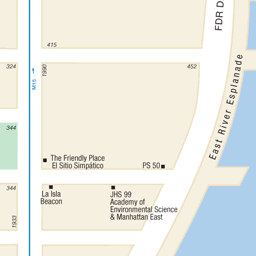 FDR D
415
324
1990
M15
452
East River Esplanade
344
The Friendly Place
El Sitio Simpático
PS 50
344
La Isla
Beacon
JHS 99
Academy of
Environmental Science
& Manhattan East
1933